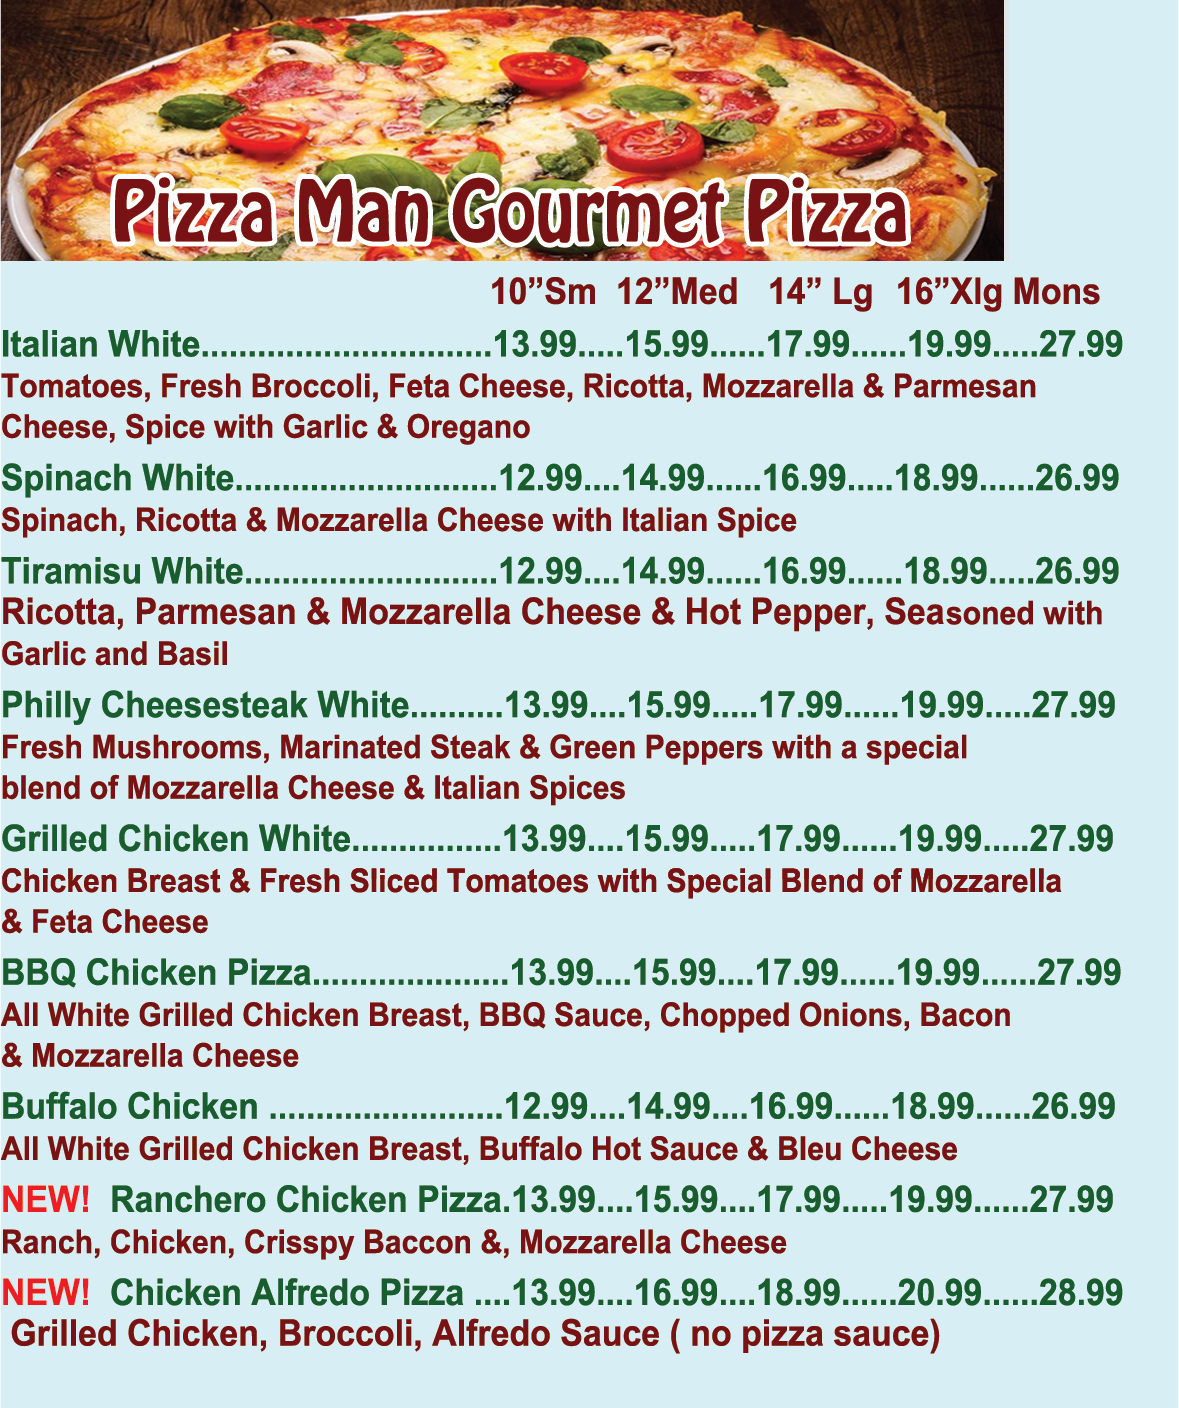 Pizza Man Gourmet Pizza
10”Sm 12”Med 14” Lg 16”Xlg Mons
Italian White...............................13.99.....15.99......17.99......19.99.....27.99
Tomatoes, Fresh Broccoli, Feta Cheese, Ricotta, Mozzarella & Parmesan
Cheese, Spice with Garlic & Oregano
Spinach White............................12.99....14.99......16.99.....18.99......26.99
Spinach, Ricotta & Mozzarella Cheese with Italian Spice
Tiramisu White...........................12.99....14.99......16.99......18.99.....26.99
Ricotta, Parmesan & Mozzarella Cheese & Hot Pepper, Seasoned with
Garlic and Basil
Philly Cheesesteak White..........13.99....15.99.....17.99......19.99.....27.99
Fresh Mushrooms, Marinated Steak & Green Peppers with a special
blend of Mozzarella Cheese & Italian Spices
Grilled Chicken White................13.99....15.99.....17.99......19.99.....27.99
Chicken Breast & Fresh Sliced Tomatoes with Special Blend of Mozzarella
& Feta Cheese
BBQ Chicken Pizza.....................13.99....15.99....17.99......19.99......27.99
All White Grilled Chicken Breast, BBQ Sauce, Chopped Onions, Bacon
& Mozzarella Cheese
Buffalo Chicken .........................12.99....14.99....16.99......18.99......26.99
All White Grilled Chicken Breast, Buffalo Hot Sauce & Bleu Cheese
NEW! Ranchero Chicken Pizza.13.99....15.99....17.99.....19.99......27.99
Ranch, Chicken, Crisspy Baccon &, Mozzarella Cheese
NEW! Chicken Alfredo Pizza ....13.99....16.99....18.99......20.99......28.99
Grilled Chicken, Broccoli, Alfredo Sauce ( no pizza sauce)